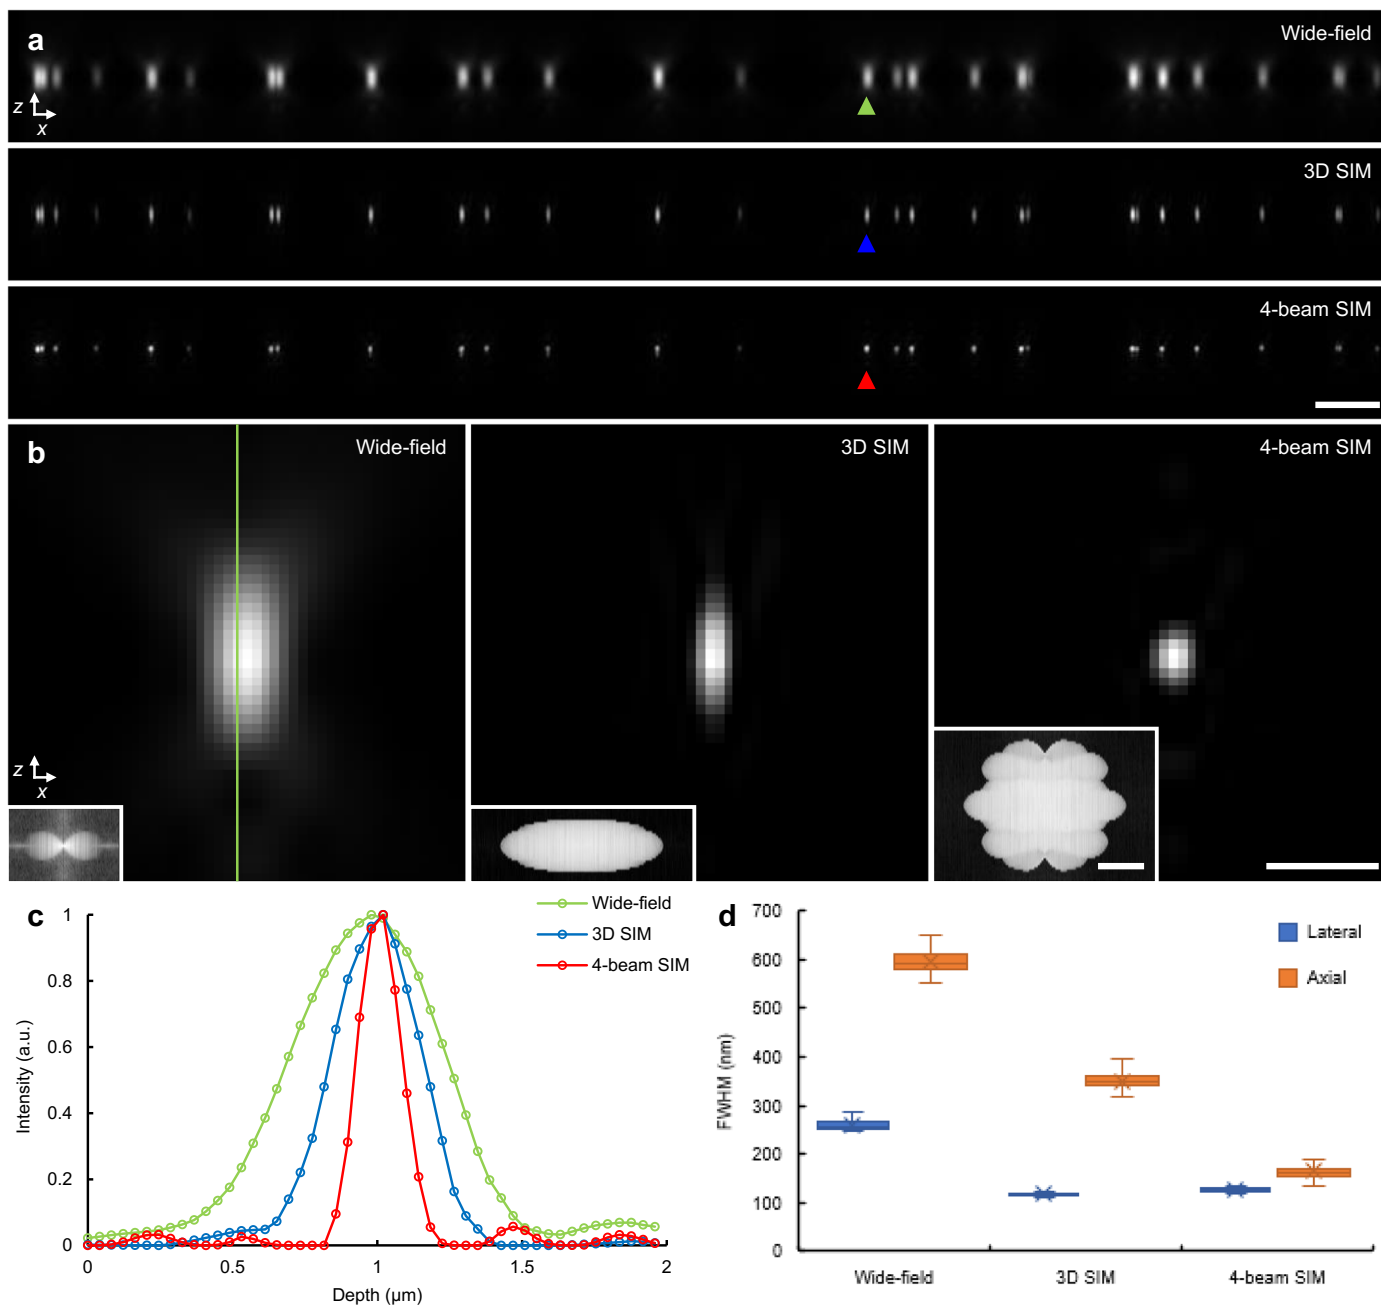 a
Wide-field
z
x
3D SIM
4-beam SIM
b
Wide-field
3D SIM
4-beam SIM
z
x
c
Wide-field
3D SIM
4-beam SIM
1
0.8
0.6
0.4
0.2
0
Intensity (a.u.)
0
0.5
1
1.5
2
Depth (µm)
d
Lateral
Axial
700
600
500
400
300
200
100
0
FWHM (nm)
Wide-field
3D SIM
4-beam SIM